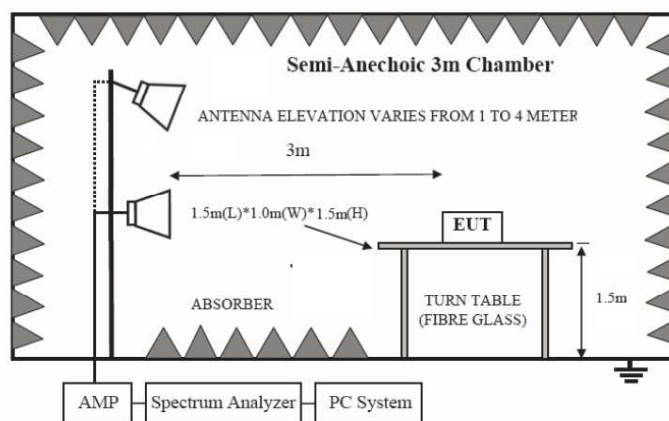 Semi-Anechoic 3m Chamber
ANTENNA ELEVATION VARIES FROM 1 TO 4 METER
3m
1.5m(L)*1.0m(W)*1.5m(H)
EUT
ABSORBER
TURN TABLE
(FIBRE GLASS)
1.5m
AMP
Spectrum Analyzer
PC System